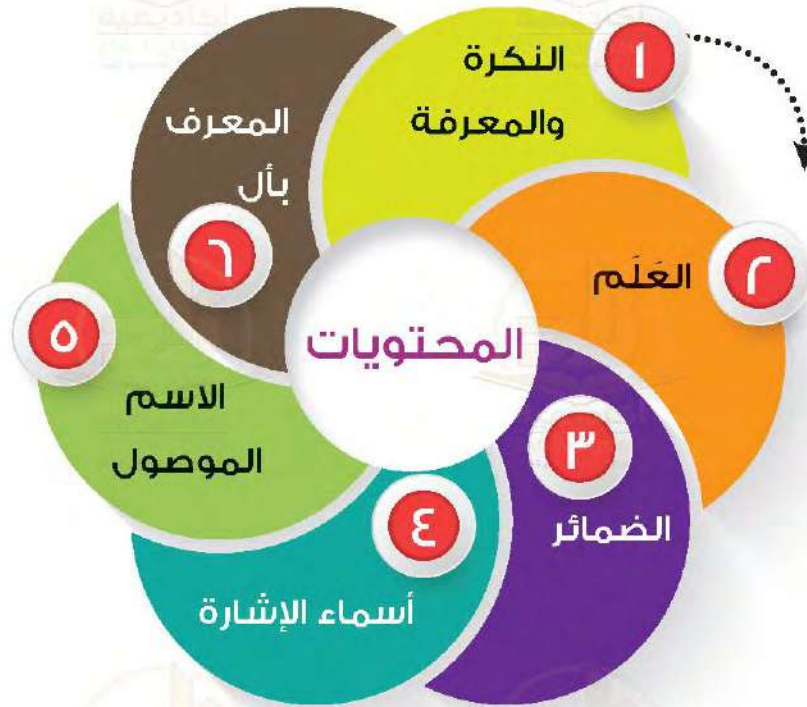 المحتويات
١
النكرة
والمعرفة
٢
العَلَم
٣
الضمائر
٤
أسماء الإشارة
٥
الاسم
الموصول
٦
المعرف
بأل